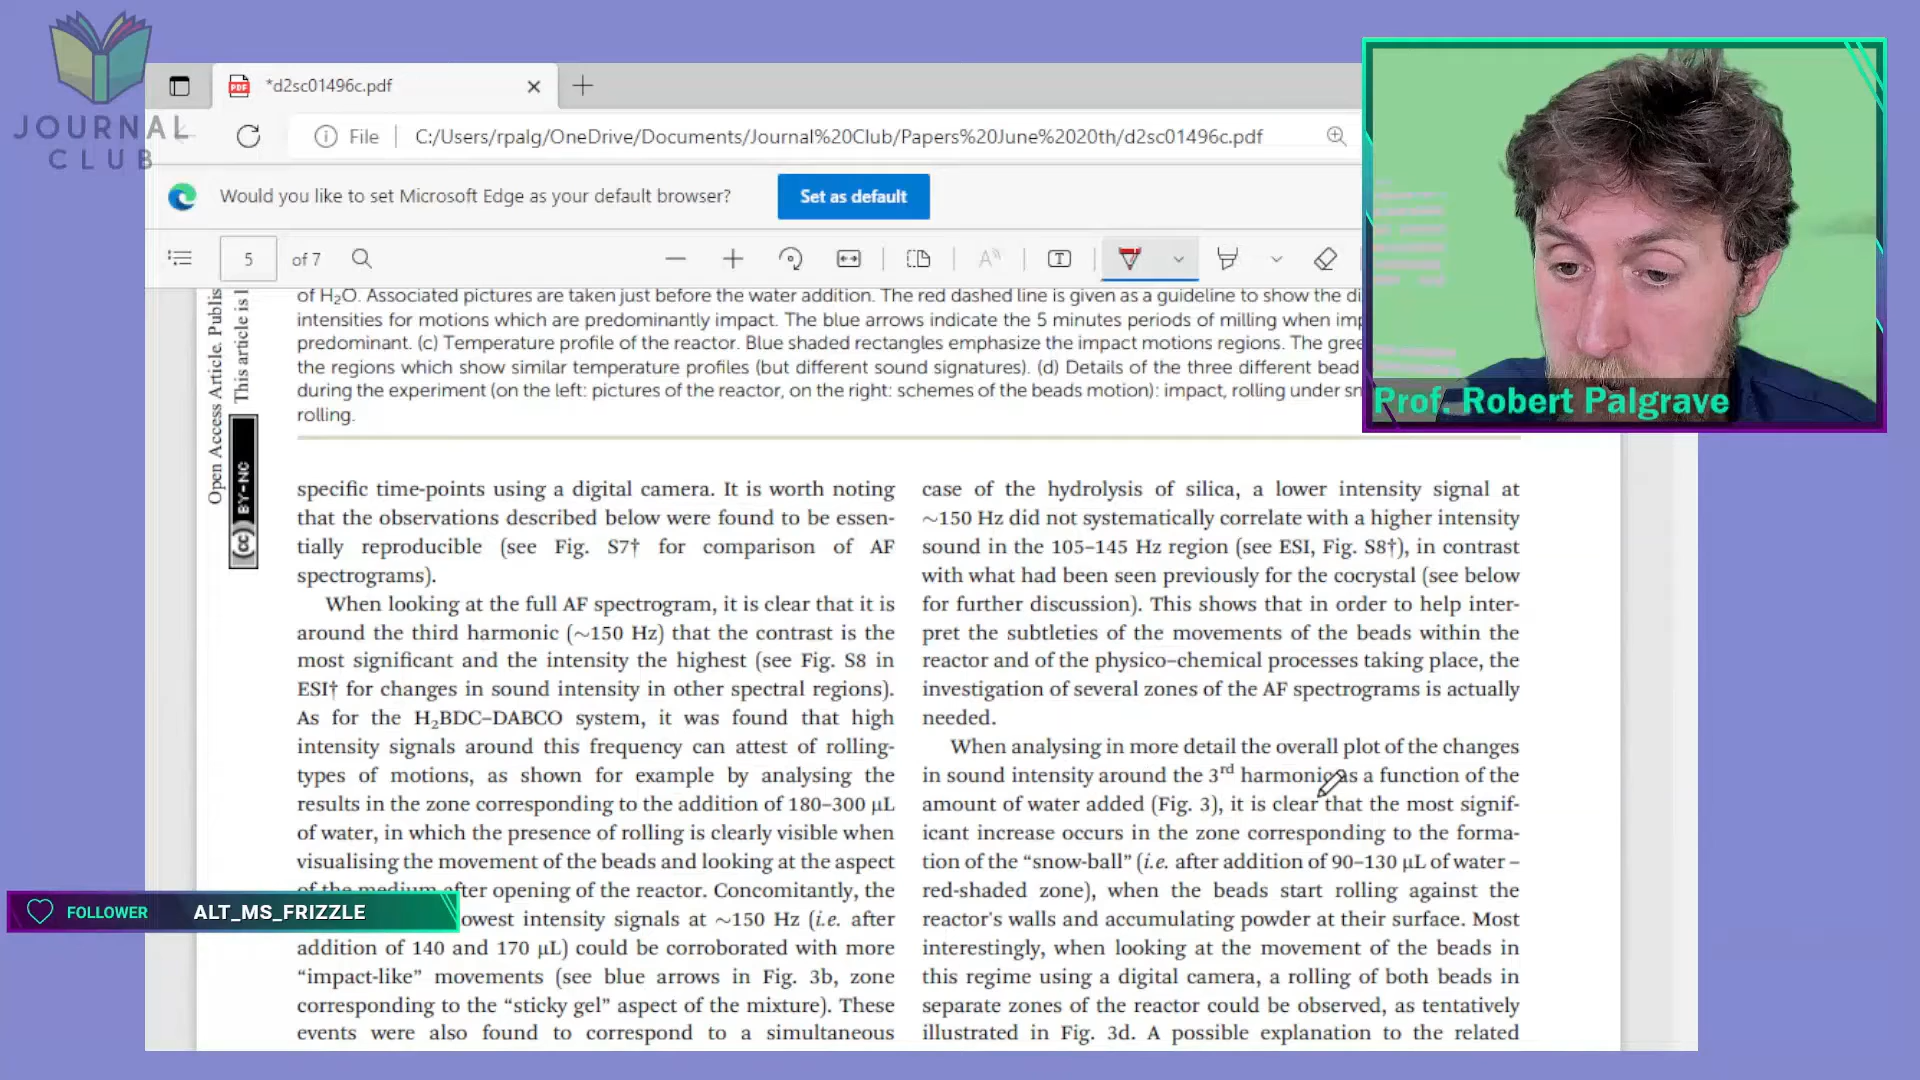 JOURNAL
CLUB
PDF
*d2sc01496c.pdf
File
C:/Users/rpalg/OneDrive/Documents/Journal%20Club/Papers%20June%2020th/d2sc01496c.pdf
Would you like to set Microsoft Edge as your default browser?
Set as default
5
of 7
Prof. Robert Palgrave
Open Access Article. Publis
This article is l
(cc) BY-NC
of H₂O. Associated pictures are taken just before the water addition. The red dashed line is given as a guideline to show the di
intensities for motions which are predominantly impact. The blue arrows indicate the 5 minutes periods of milling when imp
predominant. (c) Temperature profile of the reactor. Blue shaded rectangles emphasize the impact motions regions. The gree
the regions which show similar temperature profiles (but different sound signatures). (d) Details of the three different bead
during the experiment (on the left: pictures of the reactor, on the right: schemes of the beads motion): impact, rolling under sn
rolling.
specific time-points using a digital camera. It is worth noting
that the observations described below were found to be essen-
tially reproducible (see Fig. S7† for comparison of AF
spectrograms).
When looking at the full AF spectrogram, it is clear that it is
around the third harmonic (~150 Hz) that the contrast is the
most significant and the intensity the highest (see Fig. S8 in
ESI† for changes in sound intensity in other spectral regions).
As for the H₂BDC–DABCO system, it was found that high
intensity signals around this frequency can attest of rolling-
types of motions, as shown for example by analysing the
results in the zone corresponding to the addition of 180–300 μL
of water, in which the presence of rolling is clearly visible when
visualising the movement of the beads and looking at the aspect
of the medium after opening of the reactor. Concomitantly, the
owest intensity signals at ~150 Hz (i.e. after
addition of 140 and 170 μL) could be corroborated with more
“impact-like” movements (see blue arrows in Fig. 3b, zone
corresponding to the “sticky gel” aspect of the mixture). These
events were also found to correspond to a simultaneous
case of the hydrolysis of silica, a lower intensity signal at
~150 Hz did not systematically correlate with a higher intensity
sound in the 105–145 Hz region (see ESI, Fig. S8†), in contrast
with what had been seen previously for the cocrystal (see below
for further discussion). This shows that in order to help inter-
pret the subtleties of the movements of the beads within the
reactor and of the physico–chemical processes taking place, the
investigation of several zones of the AF spectrograms is actually
needed.
When analysing in more detail the overall plot of the changes
in sound intensity around the 3rd harmonic as a function of the
amount of water added (Fig. 3), it is clear that the most signif-
icant increase occurs in the zone corresponding to the forma-
tion of the “snow-ball” (i.e. after addition of 90–130 μL of water –
red-shaded zone), when the beads start rolling against the
reactor's walls and accumulating powder at their surface. Most
interestingly, when looking at the movement of the beads in
this regime using a digital camera, a rolling of both beads in
separate zones of the reactor could be observed, as tentatively
illustrated in Fig. 3d. A possible explanation to the related
FOLLOWER ALT_MS_FRIZZLE